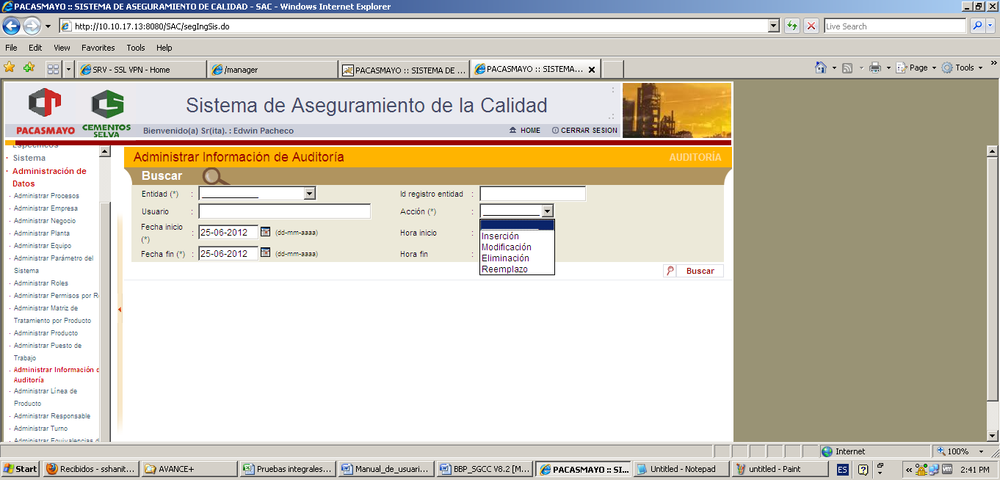 PACASMAYO :: SISTEMA DE ASEGURAMIENTO DE CALIDAD - SAC - Windows Internet Explorer
http://10.10.17.13:8080/SAC/segIngSis.do
Live Search
File Edit View Favorites Tools Help
SRV - SSL VPN - Home
/manager
PACASMAYO :: SISTEMA DE ...
PACASMAYO :: SISTEMA...
Page
Tools
PACASMAYO
CEMENTOS
SELVA
Sistema de Aseguramiento de la Calidad
Bienvenido(a) Sr(ita). : Edwin Pacheco
HOME
CERRAR SESION
Específicos
Sistema
Administración de
Datos
Administrar Procesos
Administrar Empresa
Administrar Negocio
Administrar Planta
Administrar Equipo
Administrar Parámetro del
Sistema
Administrar Roles
Administrar Permisos por R
Administrar Matriz de
Tratamiento por Producto
Administrar Producto
Administrar Puesto de
Trabajo
Administrar Información d
Auditoría
Administrar Línea de
Producto
Administrar Responsable
Administrar Turno
Administrar Equivalencias d
Administrar Información de Auditoría
AUDITORÍA
Buscar
Entidad (*) :
Id registro entidad :
Usuario :
Acción (*) :
Inserción
Modificación
Eliminación
Reemplazo
Fecha inicio
(*) : 25-06-2012 (dd-mm-aaaa)
Hora inicio :
Fecha fin (*) : 25-06-2012 (dd-mm-aaaa)
Hora fin :
Buscar
Internet
100%
Start
Recibidos - sshanit...
AVANCE+
Pruebas integrales...
Manual_de_usuari...
BBP_SGCC V8.2 [M...
PACASMAYO :: SI...
Untitled - Notepad
untitled - Paint
ES
2:41 PM